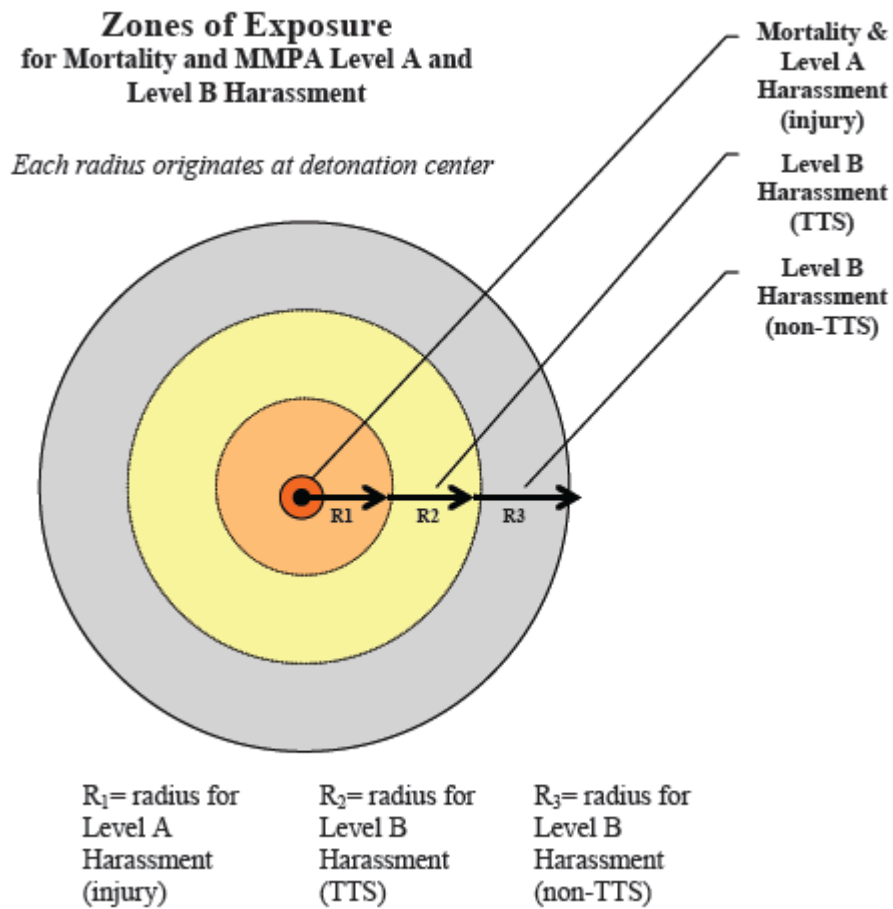 Zones of Exposure
for Mortality and MMPA Level A and
Level B Harassment
Each radius originates at detonation center
Mortality &
Level A
Harassment
(injury)
Level B
Harassment
(TTS)
Level B
Harassment
(non-TTS)
R1
R2
R3
R₁= radius for
Level A
Harassment
(injury)
R₂= radius for
Level B
Harassment
(TTS)
R₃= radius for
Level B
Harassment
(non-TTS)